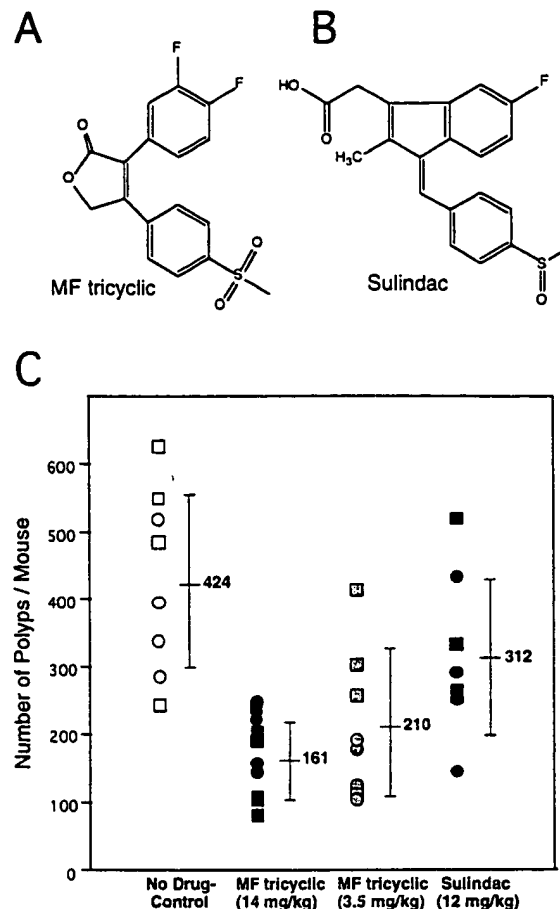 A
F
F
O
O
S
O
O
MF tricyclic
B
F
HO
O
H₃C
S
O
Sulindac
C
Number of Polyps / Mouse
600
500
400
300
200
100
0
424
161
210
312
No Drug-
Control
MF tricyclic
(14 mg/kg)
MF tricyclic
(3.5 mg/kg)
Sulindac
(12 mg/kg)